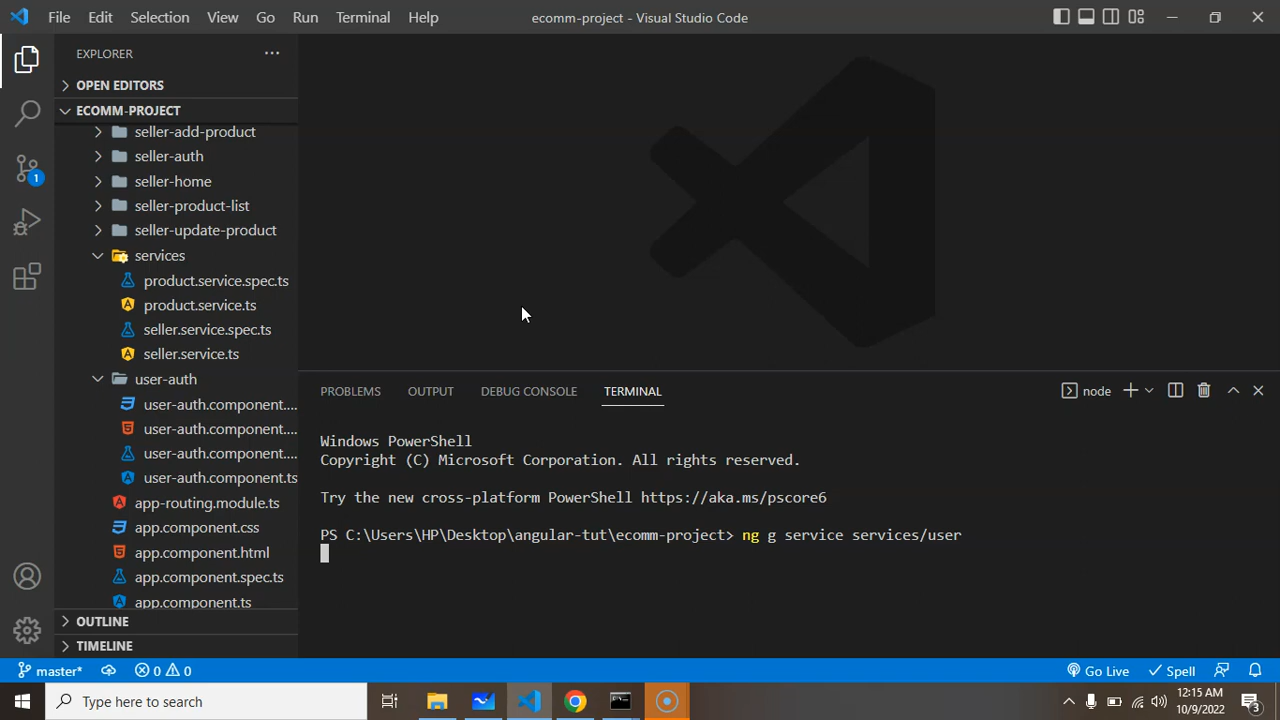 File Edit Selection View Go Run Terminal Help
ecomm-project - Visual Studio Code
EXPLORER
OPEN EDITORS
ECOMM-PROJECT
seller-add-product
seller-auth
seller-home
seller-product-list
seller-update-product
services
product.service.spec.ts
product.service.ts
seller.service.spec.ts
seller.service.ts
user-auth
user-auth.component....
user-auth.component....
user-auth.component....
user-auth.component.ts
app-routing.module.ts
app.component.css
app.component.html
app.component.spec.ts
app.component.ts
OUTLINE
TIMELINE
1
PROBLEMS OUTPUT DEBUG CONSOLE TERMINAL
node
Windows PowerShell
Copyright (C) Microsoft Corporation. All rights reserved.
Try the new cross-platform PowerShell https://aka.ms/pscore6
PS C:\Users\HP\Desktop\angular-tut\ecomm-project> ng g service services/user
master* 0 0
Go Live Spell
Type here to search
12:15 AM
10/9/2022
3